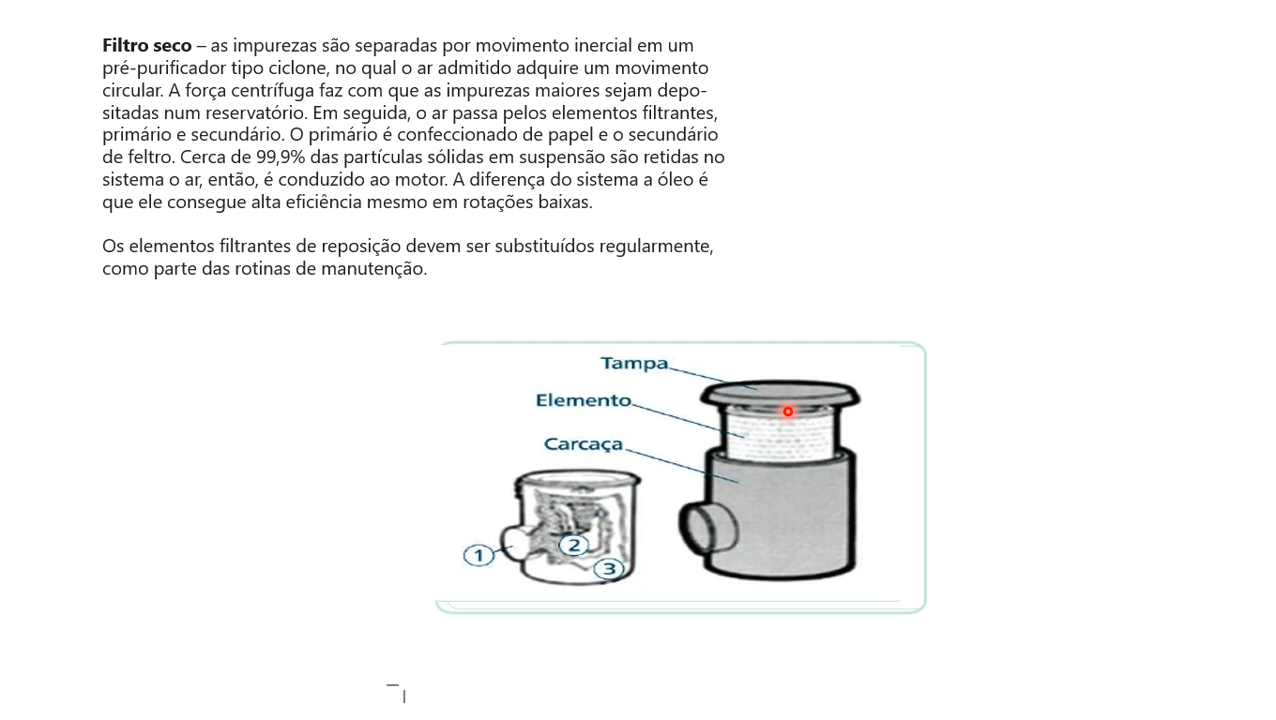 Filtro seco – as impurezas são separadas por movimento inercial em um
pré-purificador tipo ciclone, no qual o ar admitido adquire um movimento
circular. A força centrífuga faz com que as impurezas maiores sejam depo-
sitadas num reservatório. Em seguida, o ar passa pelos elementos filtrantes,
primário e secundário. O primário é confeccionado de papel e o secundário
de feltro. Cerca de 99,9% das partículas sólidas em suspensão são retidas no
sistema o ar, então, é conduzido ao motor. A diferença do sistema a óleo é
que ele consegue alta eficiência mesmo em rotações baixas.
Os elementos filtrantes de reposição devem ser substituídos regularmente,
como parte das rotinas de manutenção.
Tampa
Elemento
Carcaça
1
2
3